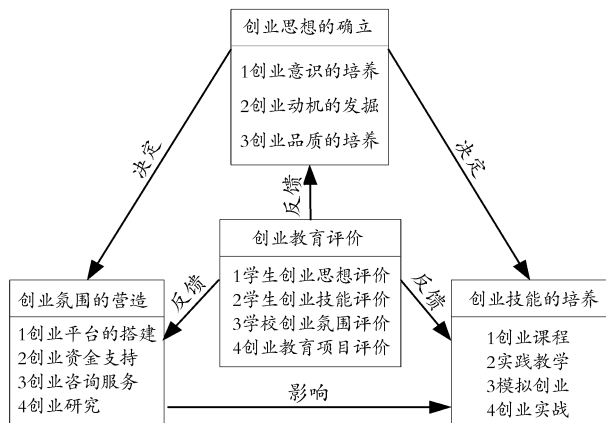 创业思想的确立
1创业意识的培养
2创业动机的发掘
3创业品质的培养
决定
决定
反馈
创业教育评价
1学生创业思想评价
2学生创业技能评价
3学校创业氛围评价
4创业教育项目评价
反馈
反馈
创业氛围的营造
1创业平台的搭建
2创业资金支持
3创业咨询服务
4创业研究
影响
创业技能的培养
1创业课程
2实践教学
3模拟创业
4创业实战